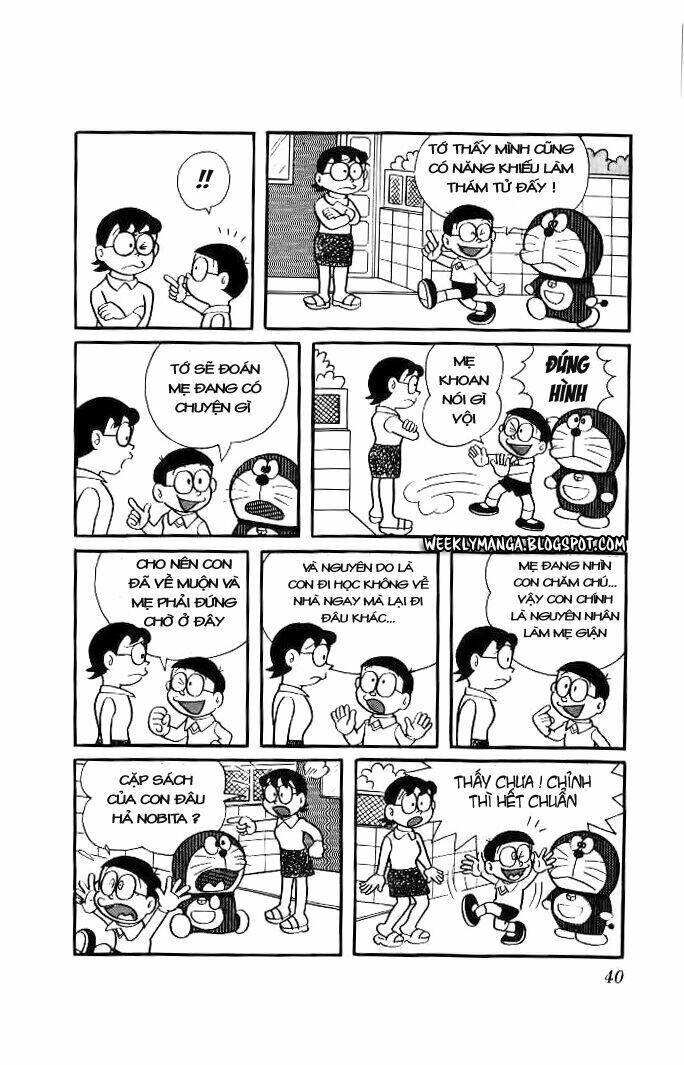 TỚ THẤY MÌNH CŨNG
CÓ NĂNG KHIẾU LÀM
THÁM TỬ ĐẤY !
!!
ĐÚNG
HÌNH
MẸ
KHOAN
NÓI GÌ
VỘI
WEEKLYMANGA.BLOGSPOT.COM
TỚ SẼ ĐOÁN
MẸ ĐANG CÓ
CHUYỆN GÌ
MẸ ĐANG NHÌN
CON CHĂM CHÚ...
VẬY CON CHÍNH
LÀ NGUYÊN NHÂN
LÀM MẸ GIẬN
VÀ NGUYÊN DO LÀ
CON ĐI HỌC KHÔNG VỀ
NHÀ NGAY MÀ LẠI ĐI
ĐÂU KHÁC...
CHO NÊN CON
ĐÃ VỀ MUỘN VÀ
MẸ PHẢI ĐỨNG
CHỜ Ở ĐÂY
THẤY CHƯA ! CHỈNH
THÌ HẾT CHUẨN
CẶP SÁCH
CỦA CON ĐÂU
HẢ NOBITA ?
40